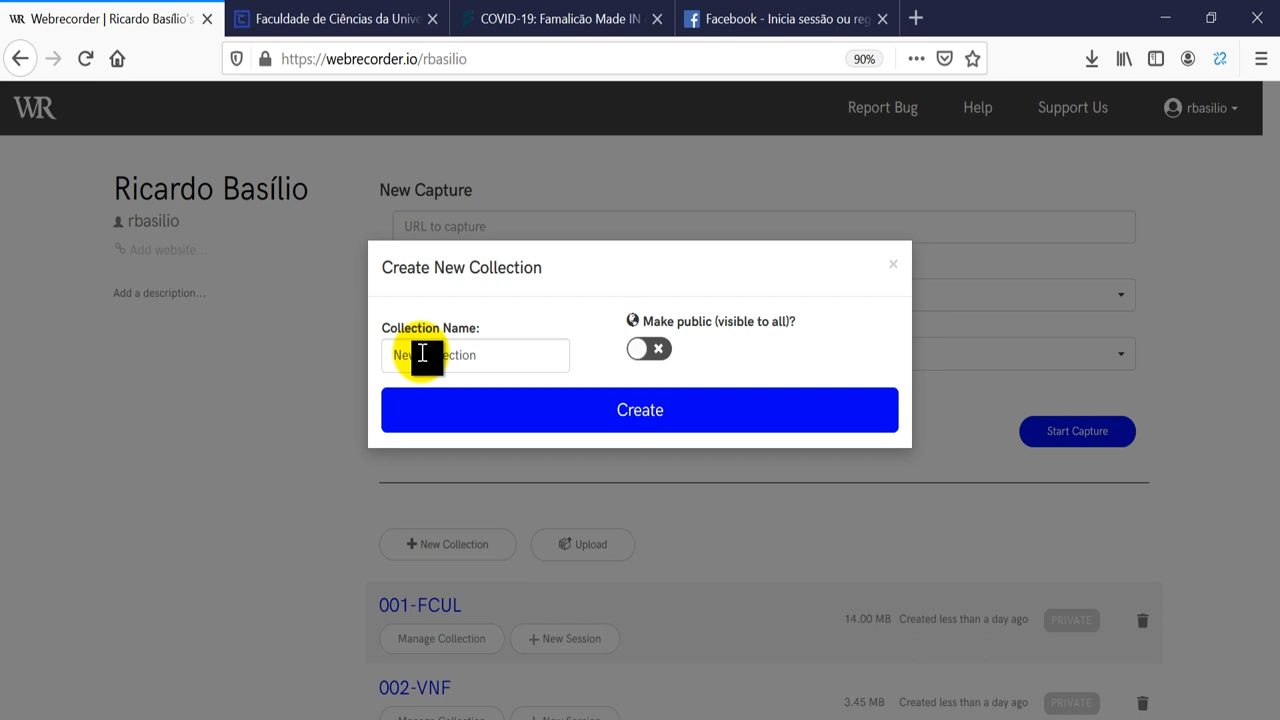 WR Webrecorder | Ricardo Basílio's
Faculdade de Ciências da Unive
COVID-19: Famalicão Made IN
Facebook - Inicia sessão ou reg
https://webrecorder.io/rbasilio
90%
WR
Report Bug
Help
Support Us
rbasilio
Ricardo Basílio
rbasilio
Add website...
Add a description...
New Capture
URL to capture
Create New Collection
×
Collection Name:
Make public (visible to all)?
Create
Start Capture
New Collection
Upload
001-FCUL
14.00 MB
Created less than a day ago
PRIVATE
Manage Collection
New Session
002-VNF
3.45 MB
Created less than a day ago
PRIVATE